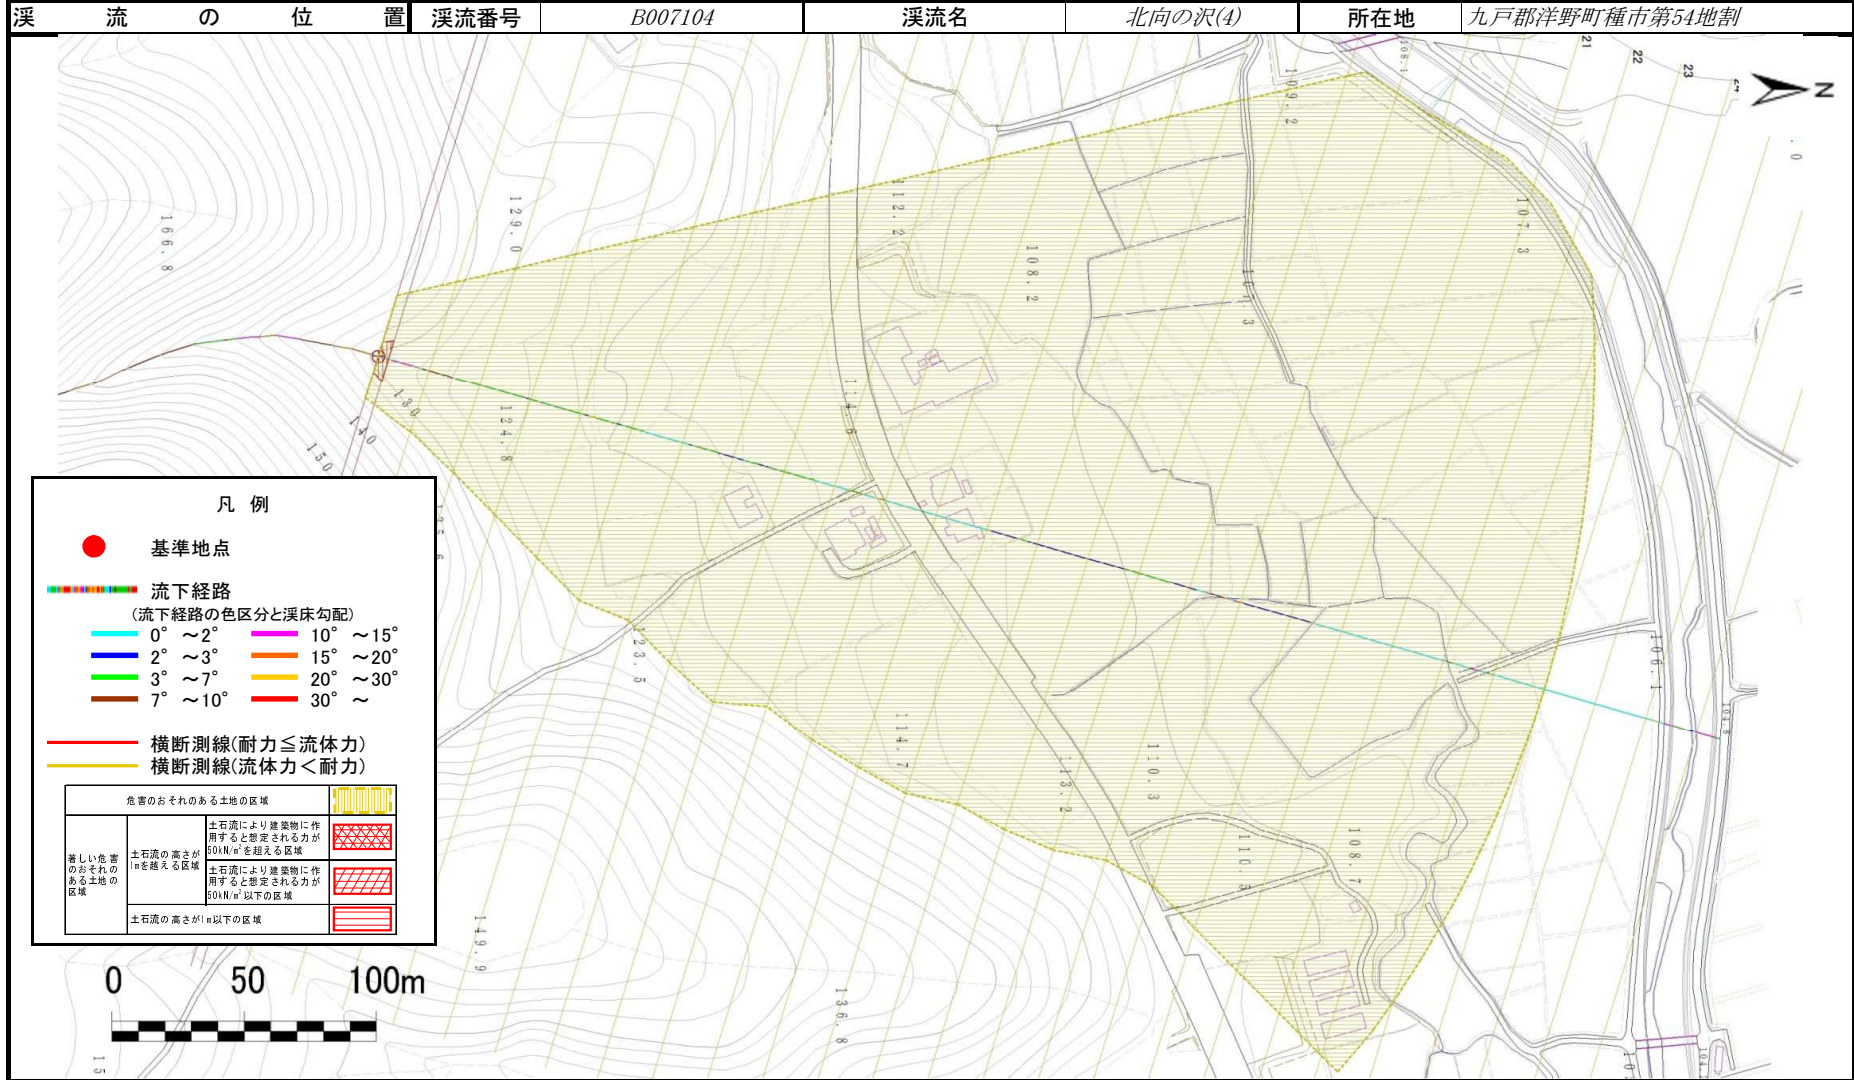 渓流の位置 渓流番号 B007104 渓流名 北向の沢(4) 所在地 九戸郡洋野町種市第54地割
21
22
23
N
109.2
107.3
129.0
112.2
166.8
108.2
107.3
130
140
150
124.8
114.6
123.5
106.1
104.8
114.7
113.2
110.3
108.7
149.9
136.8
凡 例
基準地点
流下経路
(流下経路の色区分と渓床勾配)
0° ～2° 10° ～15°
2° ～3° 15° ～20°
3° ～7° 20° ～30°
7° ～10° 30° ～
横断測線(耐力≦流体力)
横断測線(流体力＜耐力)
危害のおそれのある土地の区域
著しい危害のおそれのある土地の区域
土石流の高さが1mを越える区域
土石流により建築物に作用すると想定される力が50kN/㎡を超える区域
土石流により建築物に作用すると想定される力が50kN/㎡以下の区域
土石流の高さが1m以下の区域
0 50 100m